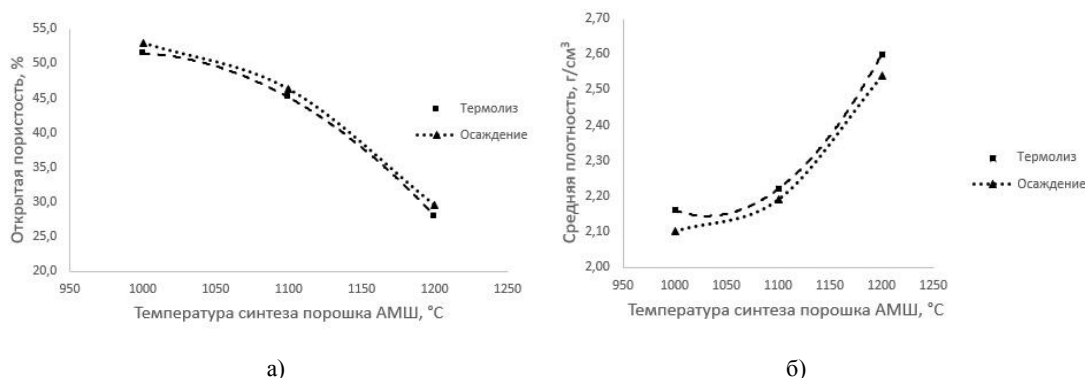 Открытая пористость, %
55,0
50,0
45,0
40,0
35,0
30,0
25,0
20,0
950 1000 1050 1100 1150 1200 1250
Температура синтеза порошка АМШ, °C
Термолиз
Осаждение
а)
Средняя плотность, г/см³
2,70
2,60
2,50
2,40
2,30
2,20
2,10
2,00
950 1000 1050 1100 1150 1200 1250
Температура синтеза порошка АМШ, °C
Термолиз
Осаждение
б)